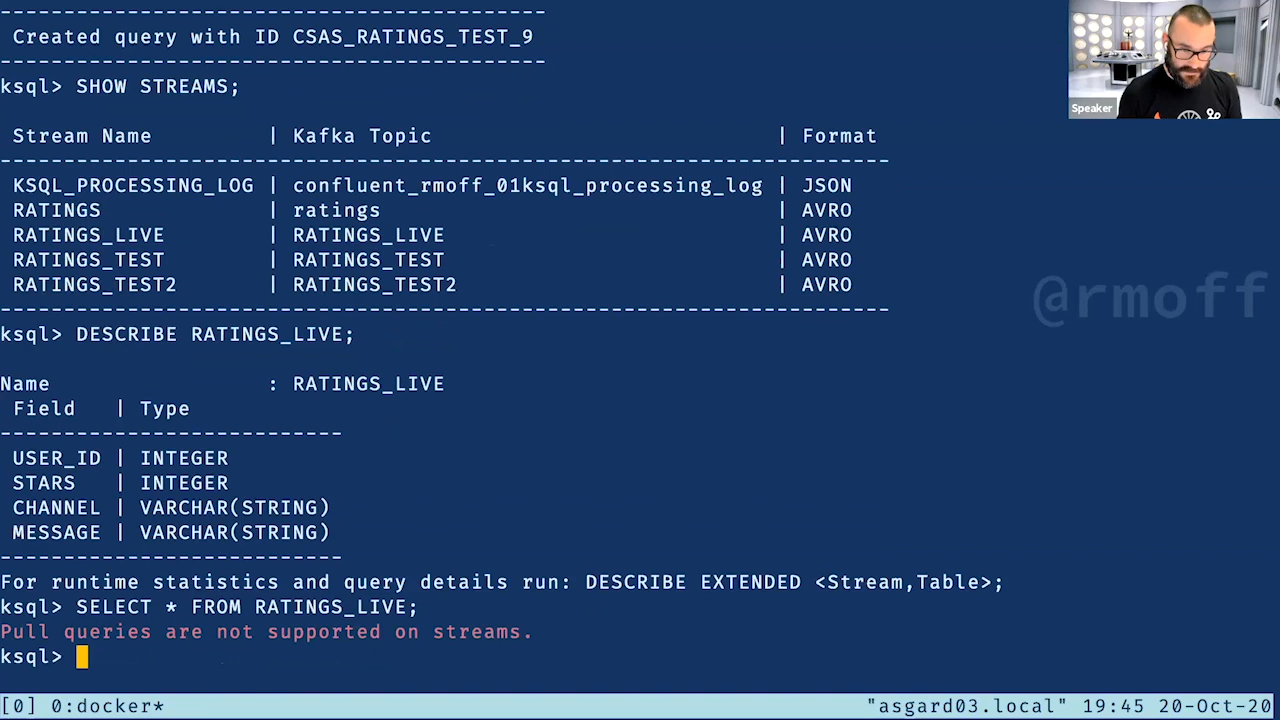 Created query with ID CSAS_RATINGS_TEST_9
ksql> SHOW STREAMS;
Stream Name | Kafka Topic | Format
KSQL_PROCESSING_LOG | confluent_rmoff_01ksql_processing_log | JSON
RATINGS | ratings | AVRO
RATINGS_LIVE | RATINGS_LIVE | AVRO
RATINGS_TEST | RATINGS_TEST | AVRO
RATINGS_TEST2 | RATINGS_TEST2 | AVRO
ksql> DESCRIBE RATINGS_LIVE;
Name : RATINGS_LIVE
Field | Type
USER_ID | INTEGER
STARS | INTEGER
CHANNEL | VARCHAR(STRING)
MESSAGE | VARCHAR(STRING)
For runtime statistics and query details run: DESCRIBE EXTENDED <Stream,Table>;
ksql> SELECT * FROM RATINGS_LIVE;
Pull queries are not supported on streams.
ksql>
[0] 0:docker* "asgard03.local" 19:45 20-Oct-20
Speaker
@rmoff